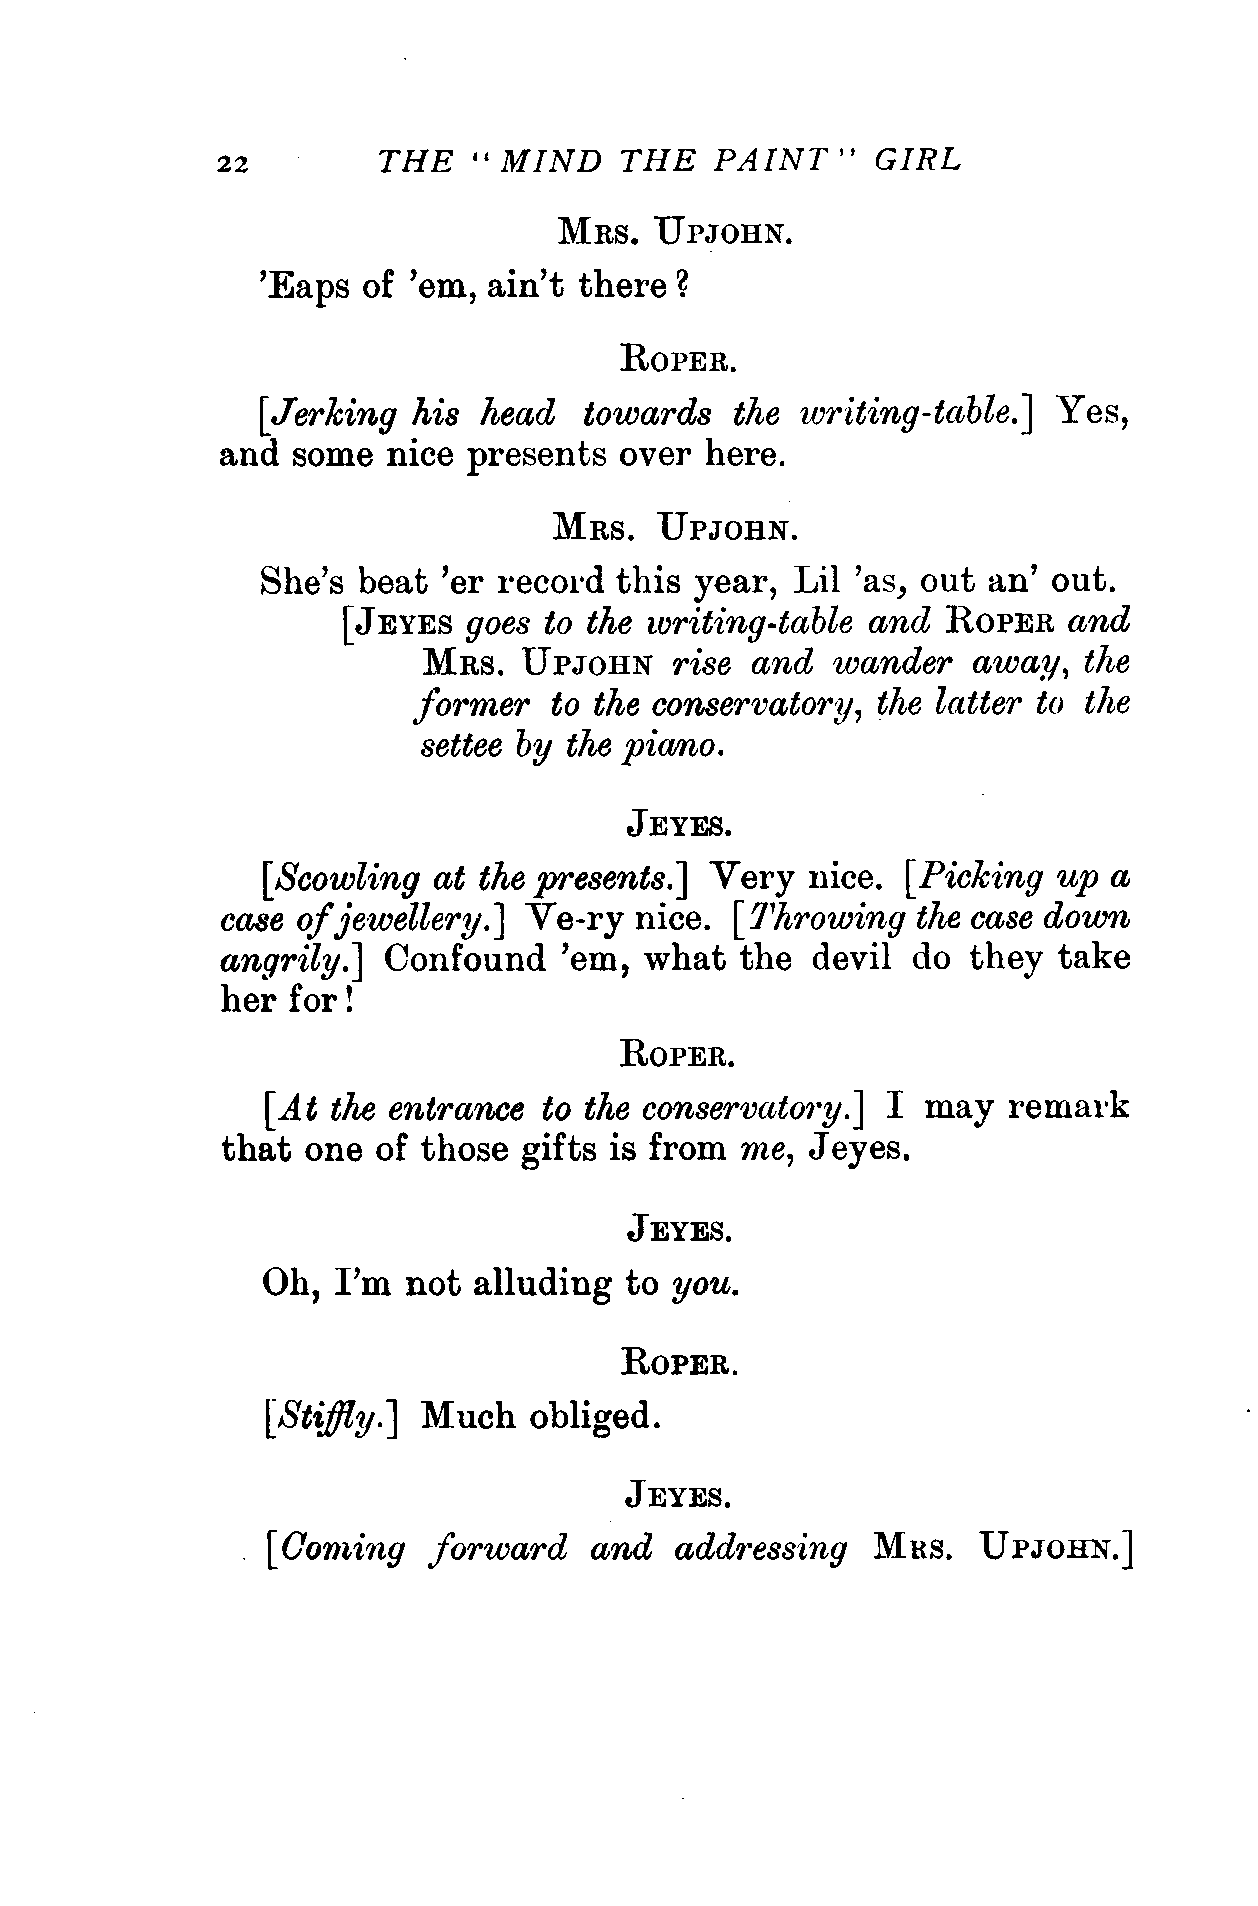 22 THE " MIND THE PAINT " GIRL
MRS. UPJOHN.
'Eaps of 'em, ain't there ?
ROPER.
[Jerking his head towards the writing-table.] Yes,
and some nice presents over here.
MRS. UPJOHN.
She's beat 'er record this year, Lil 'as, out an' out.
[JEYES goes to the writing-table and ROPER and
MRS. UPJOHN rise and wander away, the
former to the conservatory, the latter to the
settee by the piano.
JEYES.
[Scowling at the presents.] Very nice. [Picking up a
case of jewellery.] Ve-ry nice. [Throwing the case down
angrily.] Confound 'em, what the devil do they take
her for !
ROPER.
[At the entrance to the conservatory.] I may remark
that one of those gifts is from me, Jeyes.
JEYES.
Oh, I'm not alluding to you.
ROPER.
[Stiffly.] Much obliged.
JEYES.
[Coming forward and addressing MRS. UPJOHN.]